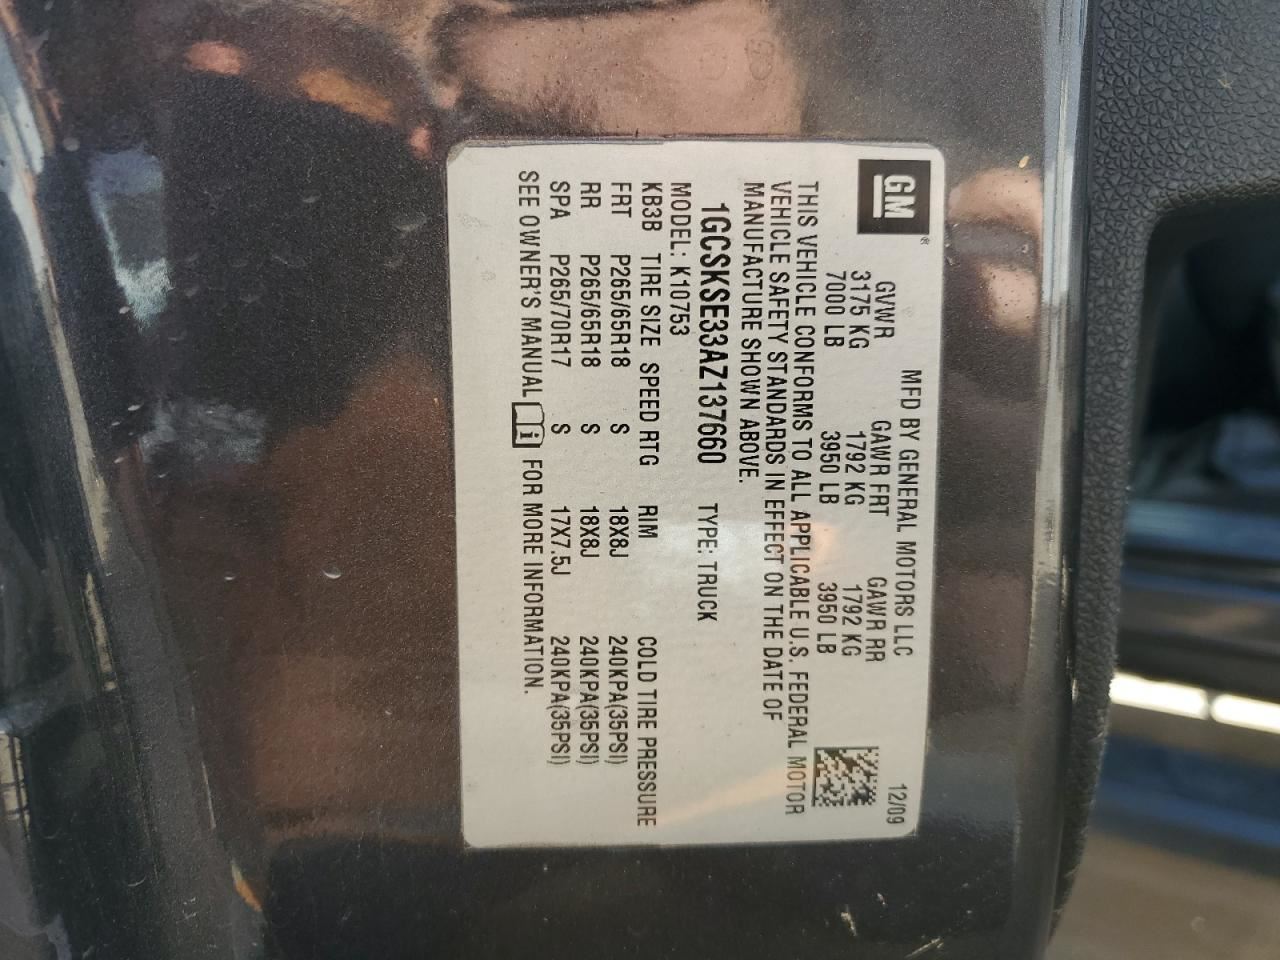 GM®
MFD BY GENERAL MOTORS LLC 12/09
GVWR GAWR FRT GAWR RR
3175 KG 1792 KG 1792 KG
7000 LB 3950 LB 3950 LB
THIS VEHICLE CONFORMS TO ALL APPLICABLE U.S. FEDERAL MOTOR
VEHICLE SAFETY STANDARDS IN EFFECT ON THE DATE OF
MANUFACTURE SHOWN ABOVE.
1GCSKSE33AZ137660 TYPE: TRUCK
MODEL: K10753
KB3B TIRE SIZE SPEED RTG RIM COLD TIRE PRESSURE
FRT P265/65R18 S 18X8J 240KPA(35PSI)
RR P265/65R18 S 18X8J 240KPA(35PSI)
SPA P265/70R17 S 17X7.5J 240KPA(35PSI)
SEE OWNER'S MANUAL i FOR MORE INFORMATION.